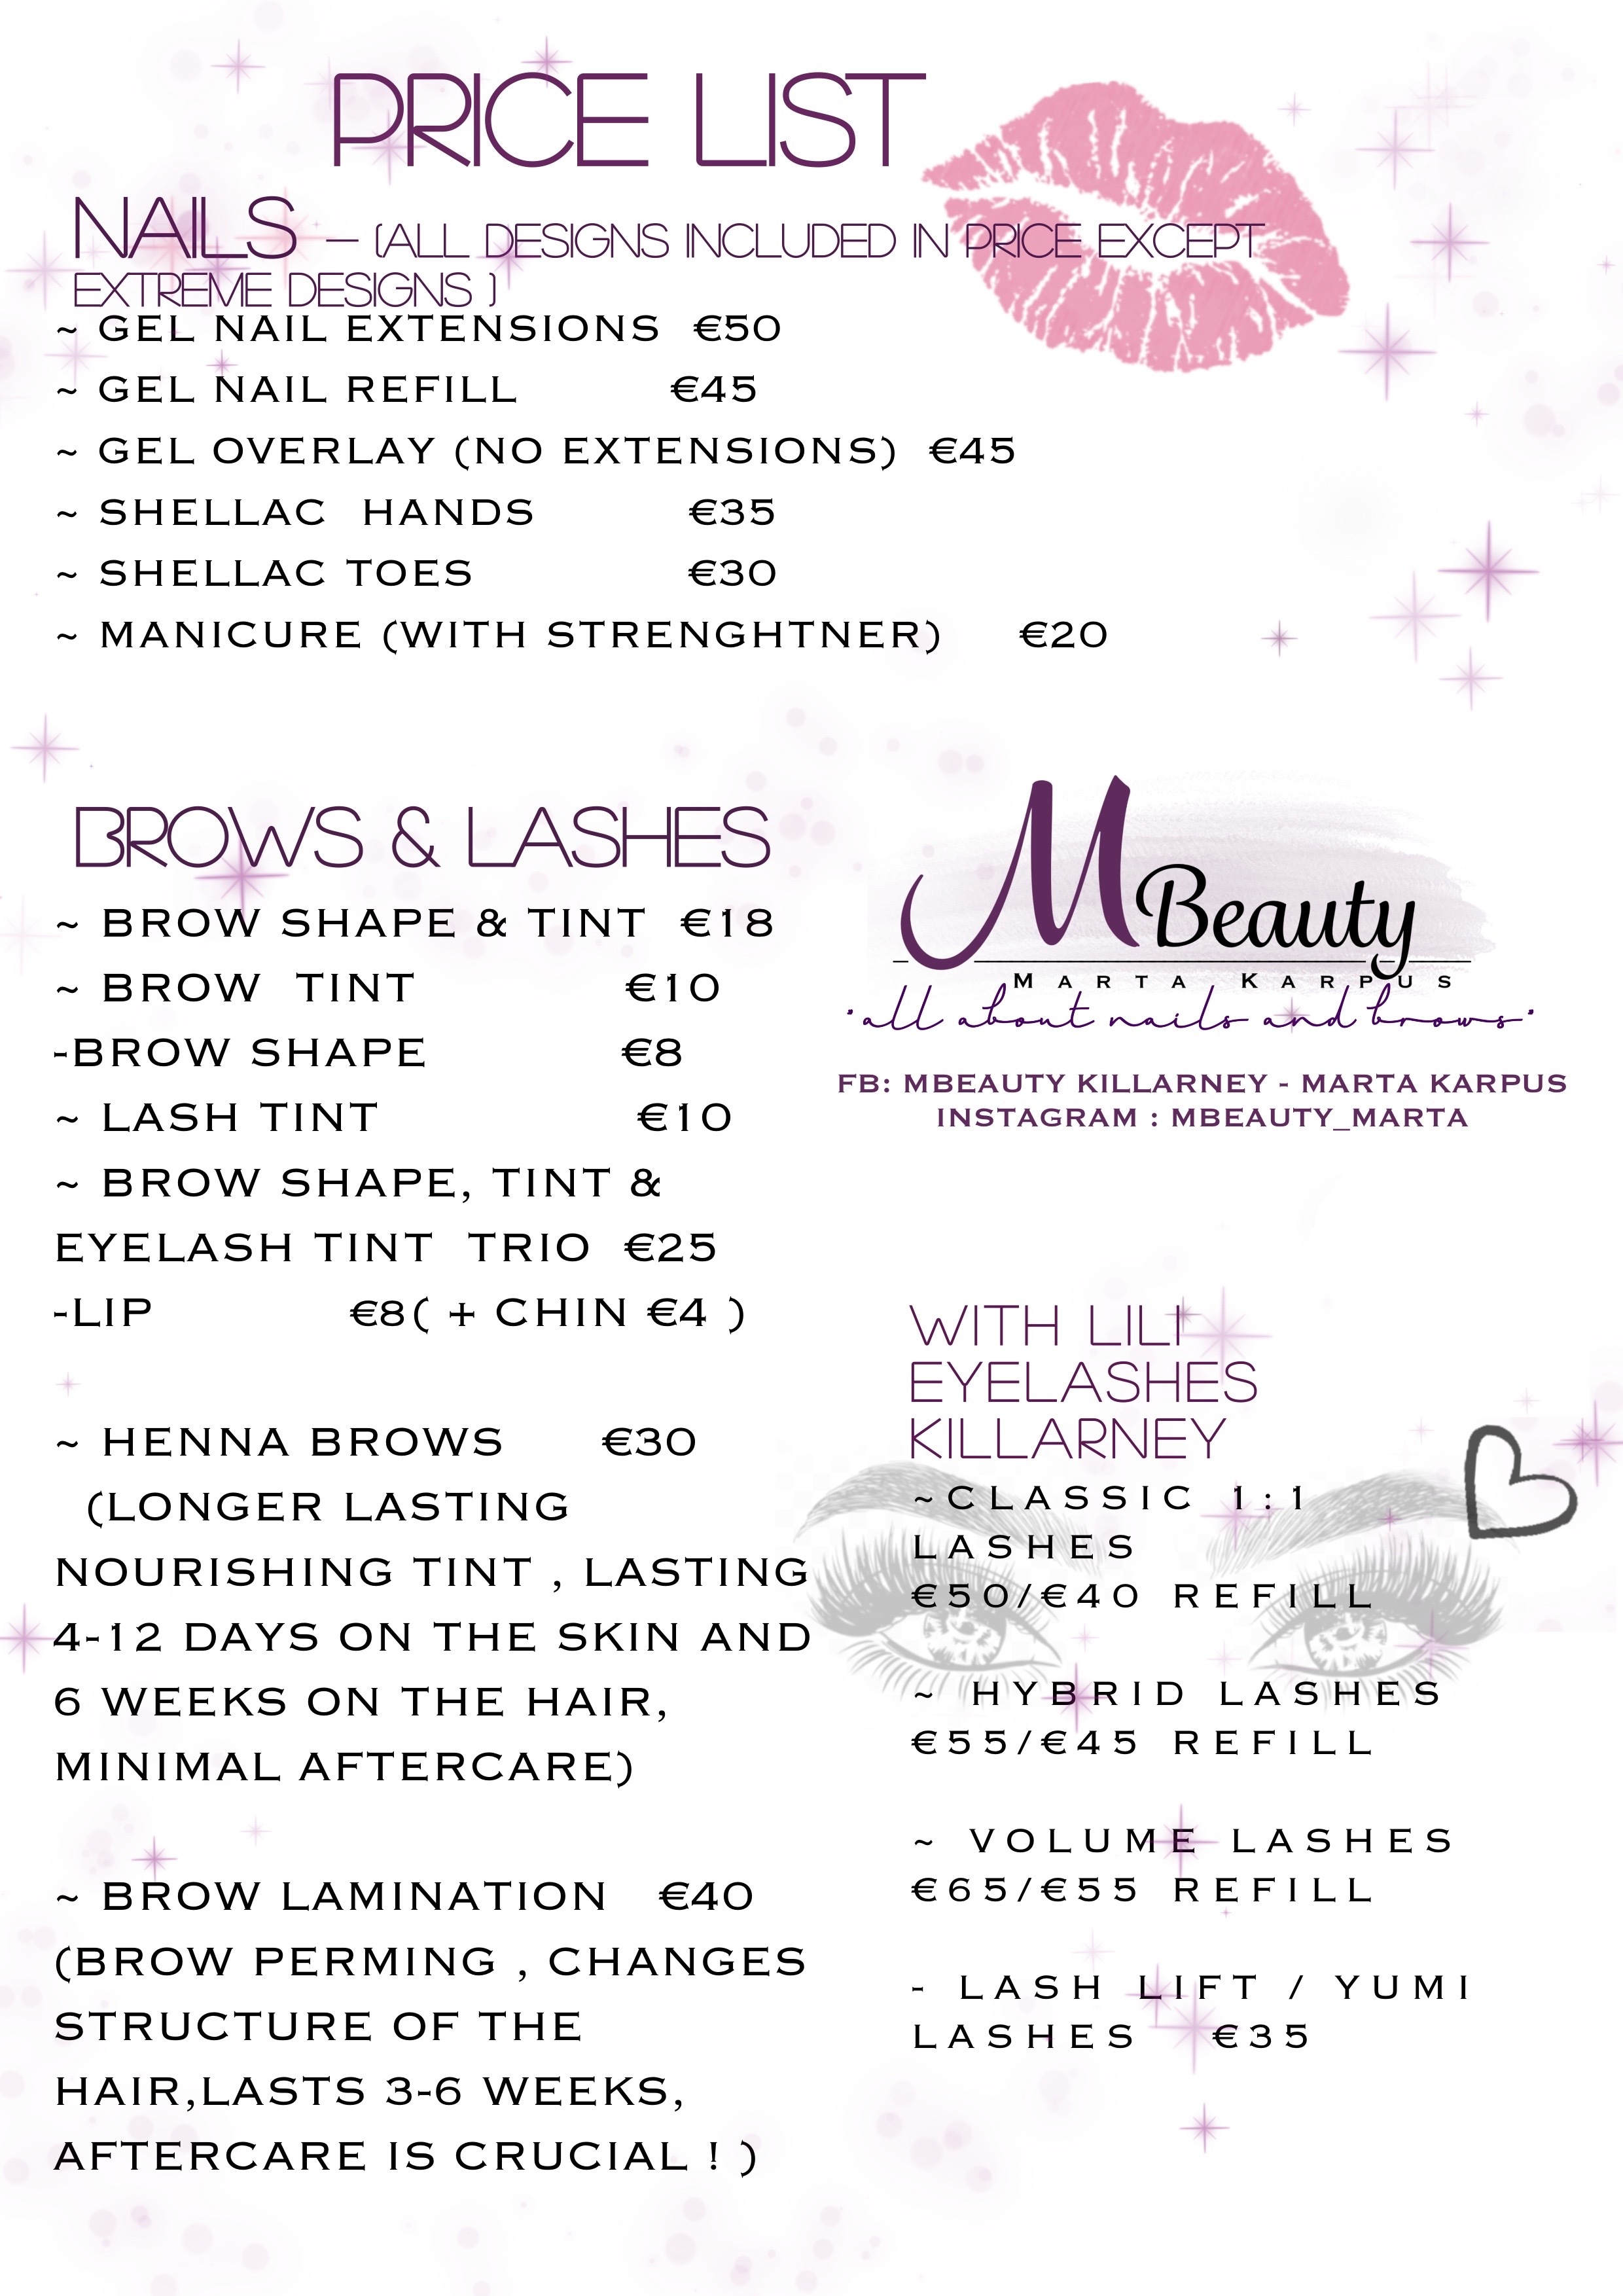 PRICE LIST
NAILS – (ALL DESIGNS INCLUDED IN PRICE EXCEPT
EXTREME DESIGNS )
~ GEL NAIL EXTENSIONS €50
~ GEL NAIL REFILL €45
~ GEL OVERLAY (NO EXTENSIONS) €45
~ SHELLAC HANDS €35
~ SHELLAC TOES €30
~ MANICURE (WITH STRENGHTNER) €20
BROWS & LASHES
~ BROW SHAPE & TINT €18
~ BROW TINT €10
-BROW SHAPE €8
~ LASH TINT €10
~ BROW SHAPE, TINT &
EYELASH TINT TRIO €25
-LIP €8( + CHIN €4 )
~ HENNA BROWS €30
(LONGER LASTING
NOURISHING TINT , LASTING
4-12 DAYS ON THE SKIN AND
6 WEEKS ON THE HAIR,
MINIMAL AFTERCARE)
~ BROW LAMINATION €40
(BROW PERMING , CHANGES
STRUCTURE OF THE
HAIR,LASTS 3-6 WEEKS,
AFTERCARE IS CRUCIAL ! )
MBeauty
MARTA KARPUS
"all about nails and brows"
FB: MBEAUTY KILLARNEY - MARTA KARPUS
INSTAGRAM : MBEAUTY_MARTA
WITH LILI
EYELASHES
KILLARNEY
~CLASSIC 1:1
LASHES
€50/€40 REFILL
~ HYBRID LASHES
€55/€45 REFILL
~ VOLUME LASHES
€65/€55 REFILL
- LASH LIFT / YUMI
LASHES €35